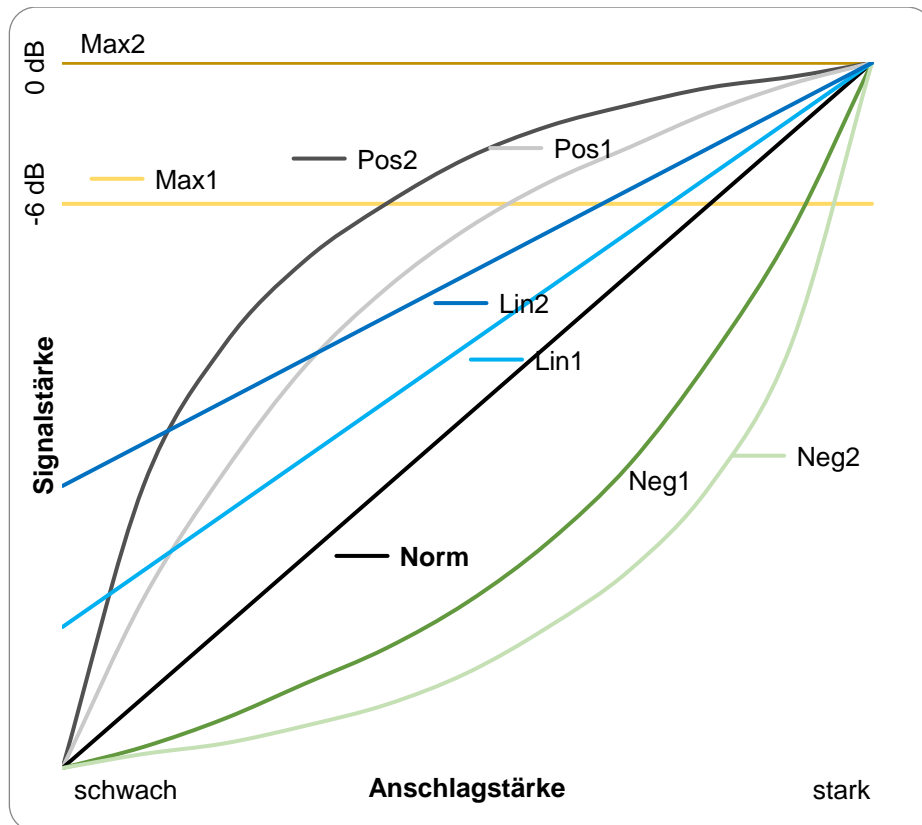 Max2
0 dB
Pos2
Pos1
Max1
-6 dB
Lin2
Lin1
Signalstärke
Neg1
Neg2
Norm
schwach
Anschlagstärke
stark